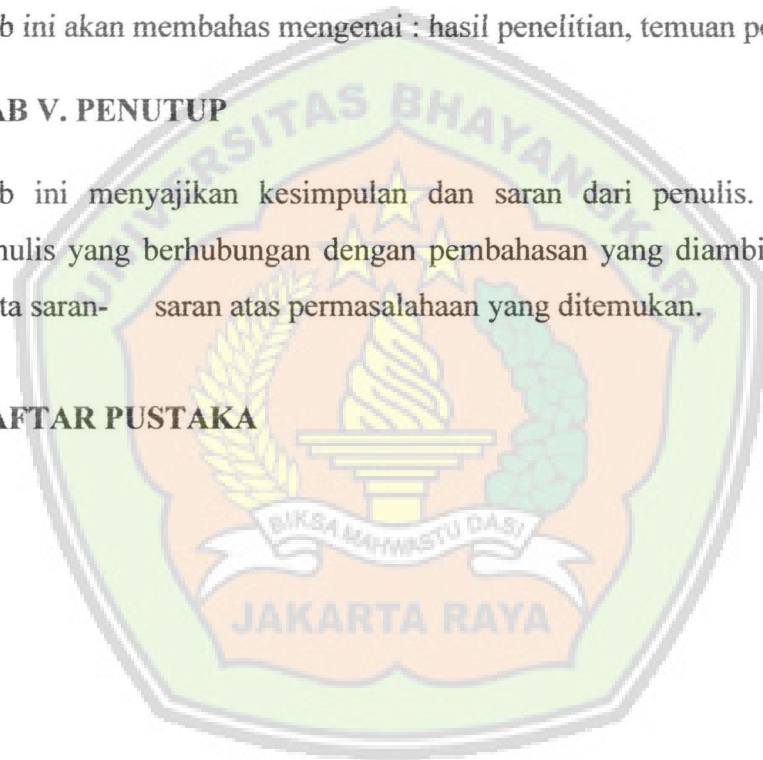 b ini akan membahas mengenai : hasil penelitian, temuan pe
AB V. PENUTUP
b ini menyajikan kesimpulan dan saran dari penulis.
nulis yang berhubungan dengan pembahasan yang diambi
ta saran- saran atas permasalahaan yang ditemukan.
AFTAR PUSTAKA
UNIVERSITAS BHAYANGKARA
BIKSA MAHWASTU DASI
JAKARTA RAYA